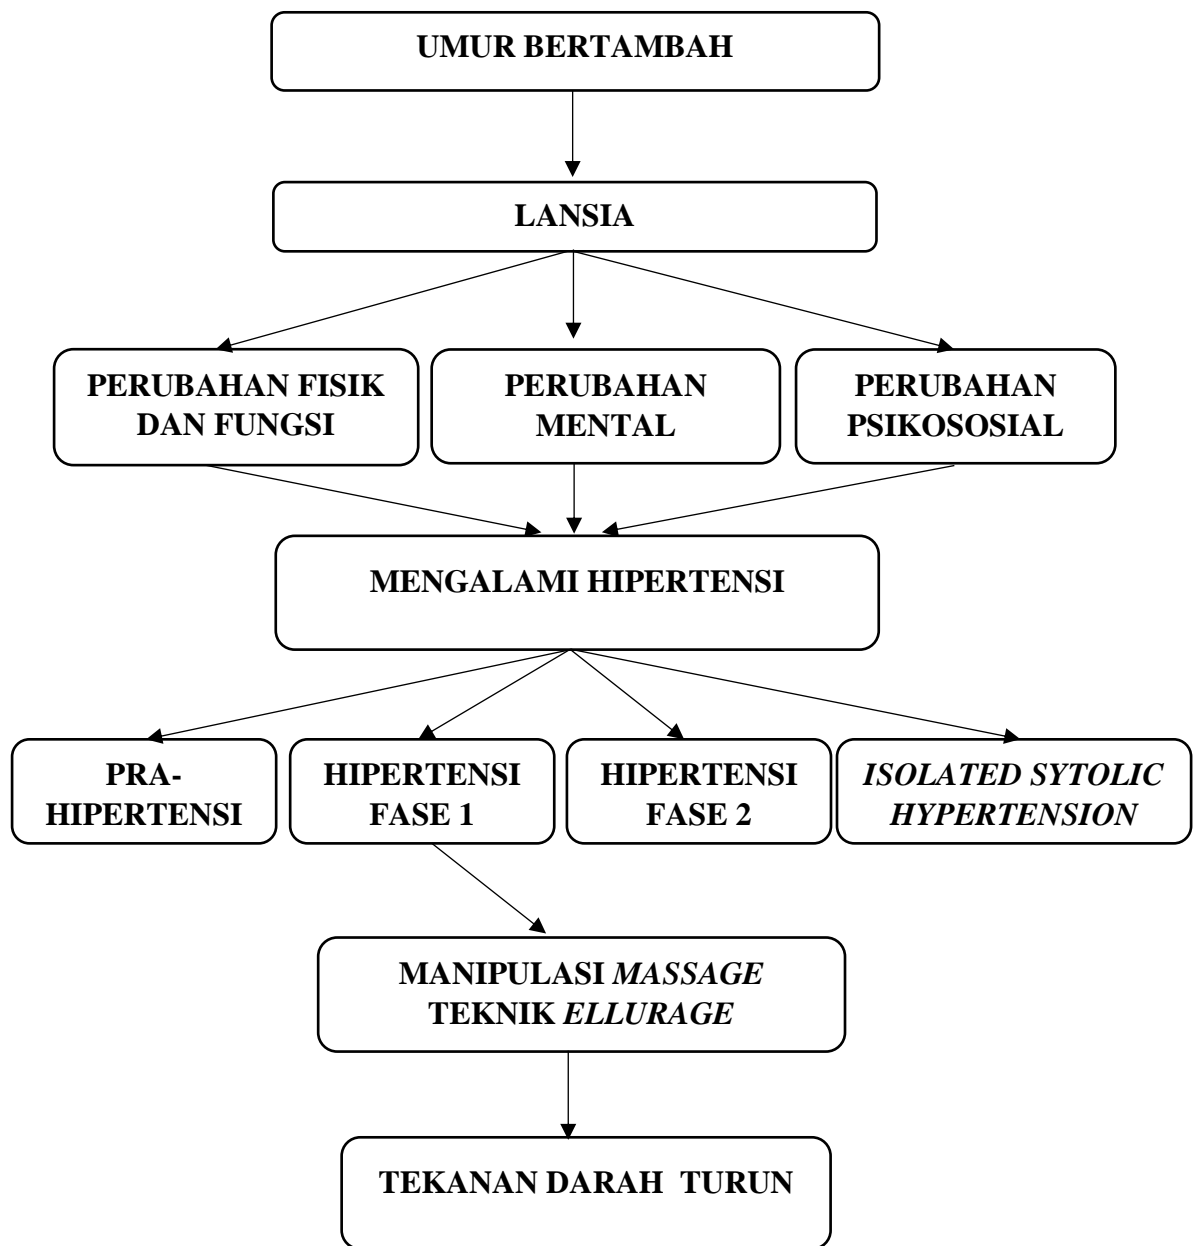 UMUR BERTAMBAH
LANSIA
PERUBAHAN FISIK
DAN FUNGSI
PERUBAHAN
MENTAL
PERUBAHAN
PSIKOSOSIAL
MENGALAMI HIPERTENSI
PRA-
HIPERTENSI
HIPERTENSI
FASE 1
HIPERTENSI
FASE 2
ISOLATED SYTOLIC
HYPERTENSION
MANIPULASI MASSAGE
TEKNIK ELLURAGE
TEKANAN DARAH  TURUN